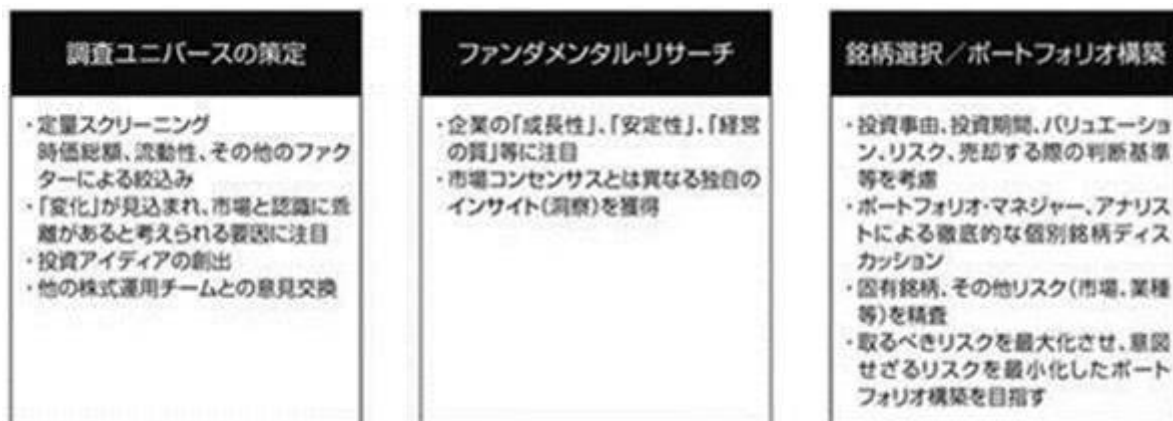 調査ユニバースの策定
・定量スクリーニング
時価総額、流動性、その他のファク
ターによる絞込み
・「変化」が見込まれ、市場と認識に乖
離があると考えられる要因に注目
・投資アイディアの創出
・他の株式運用チームとの意見交換
ファンダメンタル・リサーチ
・企業の「成長性」、「安定性」、「経営
の質」等に注目
・市場コンセンサスとは異なる独自の
インサイト(洞察)を獲得
銘柄選択／ポートフォリオ構築
・投資事由、投資期間、バリュエーショ
ン、リスク、売却する際の判断基準
等を考慮
・ポートフォリオ・マネジャー、アナリス
トによる徹底的な個別銘柄ディス
カッション
・固有銘柄、その他リスク(市場、業種
等)を精査
・取るべきリスクを最大化させ、意図
せざるリスクを最小化したポート
フォリオ構築を目指す